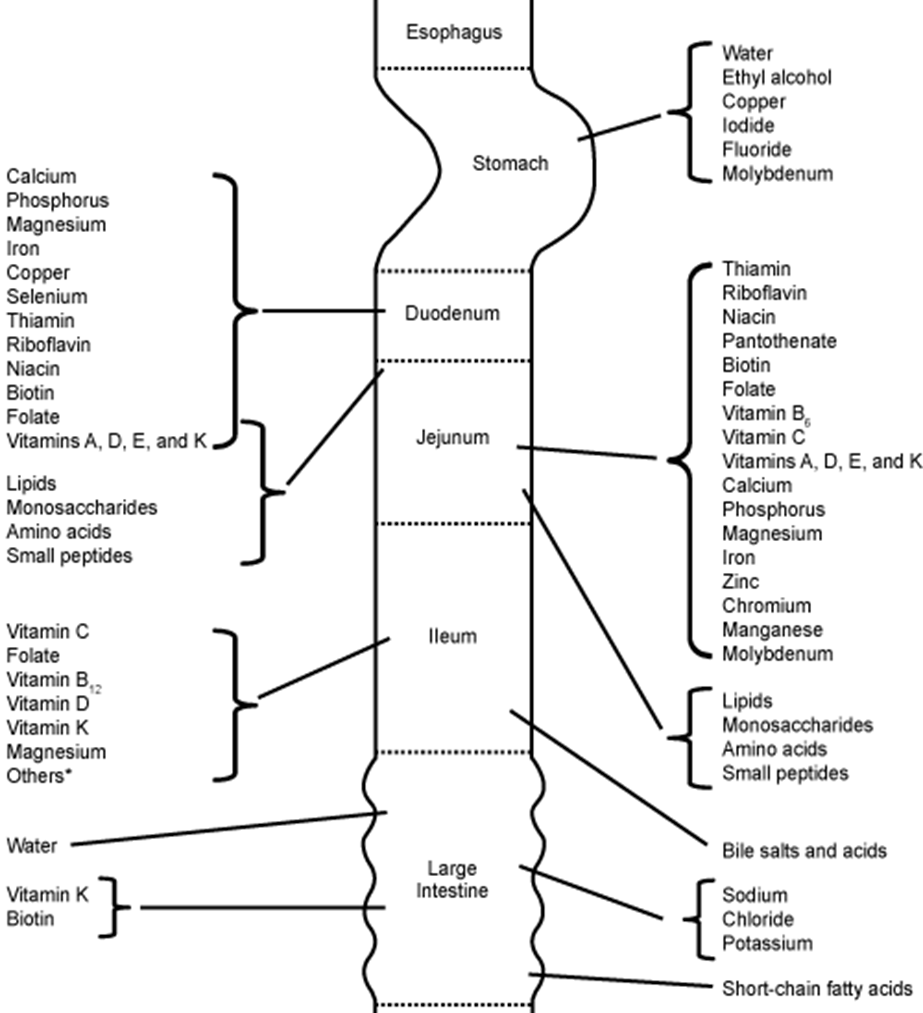 Esophagus
Water
Ethyl alcohol
Copper
Iodide
Fluoride
Molybdenum
Stomach
Calcium
Phosphorus
Magnesium
Iron
Copper
Selenium
Thiamin
Riboflavin
Niacin
Biotin
Folate
Vitamins A, D, E, and K
Duodenum
Lipids
Monosaccharides
Amino acids
Small peptides
Jejunum
Thiamin
Riboflavin
Niacin
Pantothenate
Biotin
Folate
Vitamin B6
Vitamin C
Vitamins A, D, E, and K
Calcium
Phosphorus
Magnesium
Iron
Zinc
Chromium
Manganese
Molybdenum
Lipids
Monosaccharides
Amino acids
Small peptides
Vitamin C
Folate
Vitamin B12
Vitamin D
Vitamin K
Magnesium
Others*
Ileum
Bile salts and acids
Water
Vitamin K
Biotin
Large
Intestine
Sodium
Chloride
Potassium
Short-chain fatty acids